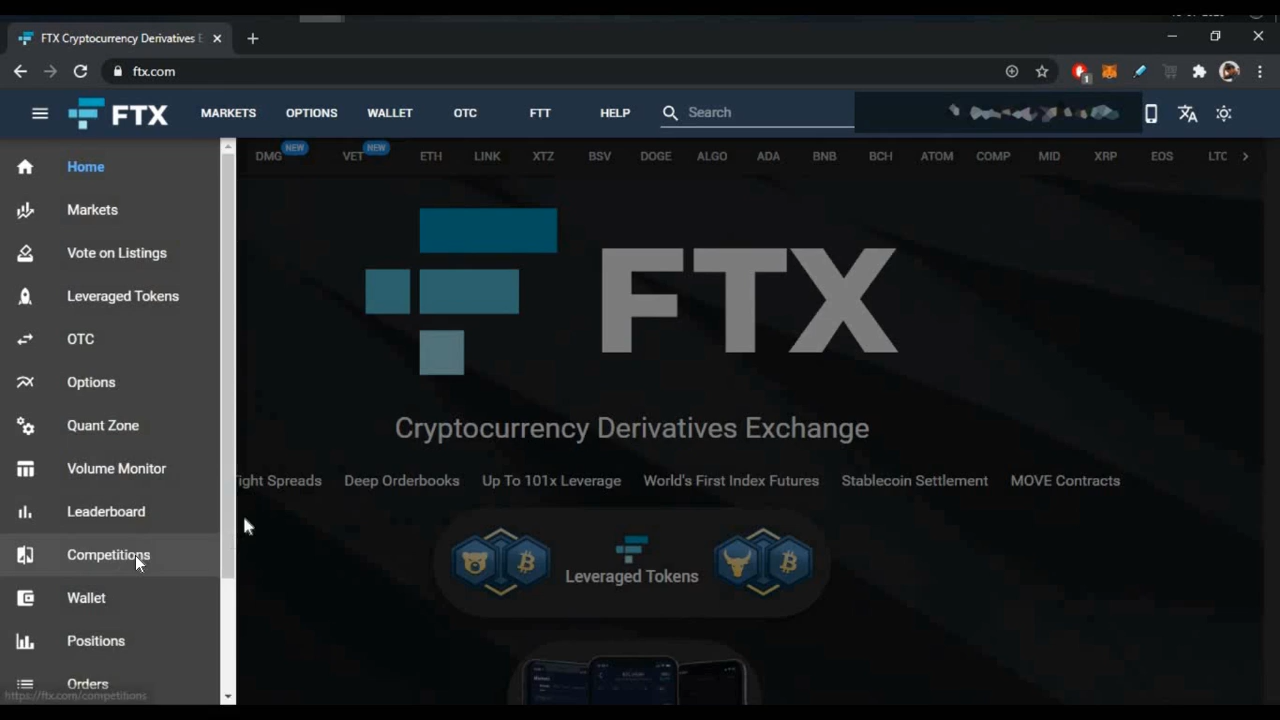 FTX Cryptocurrency Derivatives E
ftx.com
1
FTX
MARKETS OPTIONS WALLET OTC FTT HELP Search
DMG NEW VET NEW ETH LINK XTZ BSV DOGE ALGO ADA BNB BCH ATOM COMP MID XRP EOS LTC
Home
Markets
Vote on Listings
Leveraged Tokens
OTC
Options
Quant Zone
Volume Monitor
Leaderboard
Competitions
Wallet
Positions
Orders
https://ftx.com/competitions
FTX
Cryptocurrency Derivatives Exchange
ight Spreads Deep Orderbooks Up To 101x Leverage World's First Index Futures Stablecoin Settlement MOVE Contracts
Leveraged Tokens